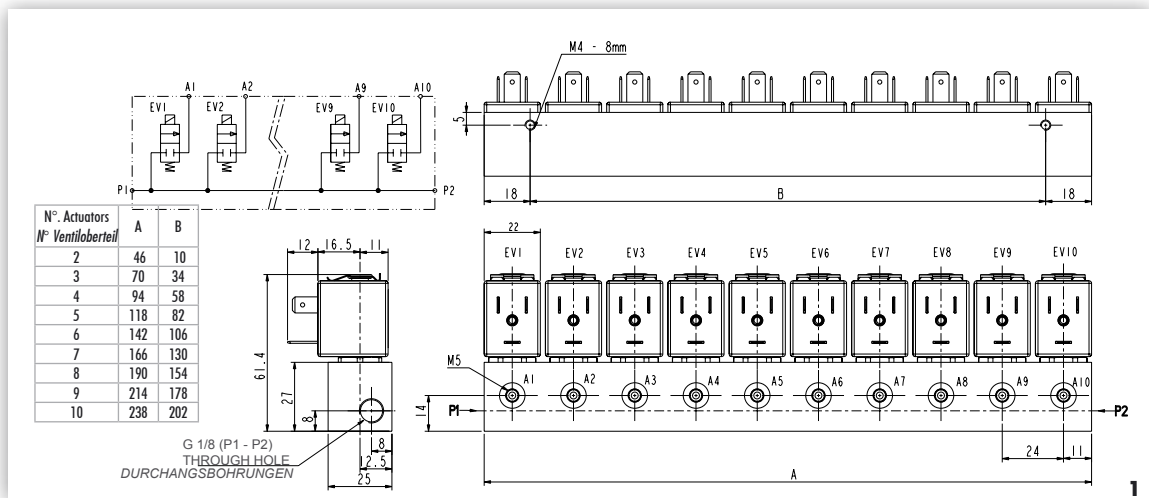 M4 - 8mm
A1 A2 A9 A10
EV1 EV2 EV9 EV10
P1 P2
5
18 B 18
N°. Actuators A B
N° Ventiloberteil
2 46 10
3 70 34
4 94 58
5 118 82
6 142 106
7 166 130
8 190 154
9 214 178
10 238 202
12 16.5 11
61.4
27
8
G 1/8 (P1 - P2)
THROUGH HOLE
DURCHANGSBOHRUNGEN
8
12.5
25
22
EV1 EV2 EV3 EV4 EV5 EV6 EV7 EV8 EV9 EV10
M5
A1 A2 A3 A4 A5 A6 A7 A8 A9 A10
14
P1 P2
24 11
A
1